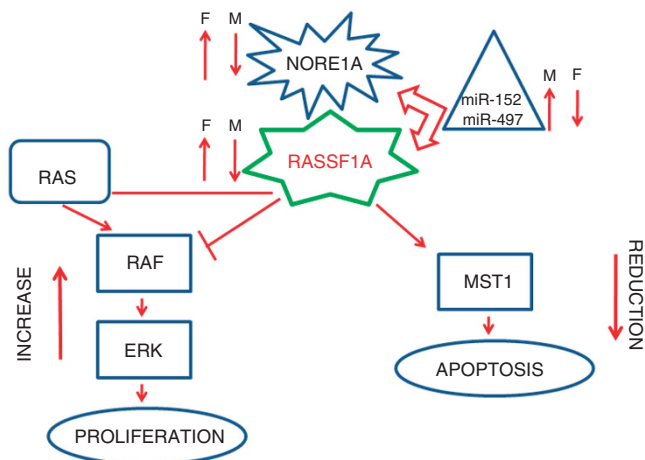 F M
NORE1A
M F
miR-152
miR-497
F M
RASSF1A
RAS
RAF
MST1
INCREASE
REDUCTION
ERK
APOPTOSIS
PROLIFERATION